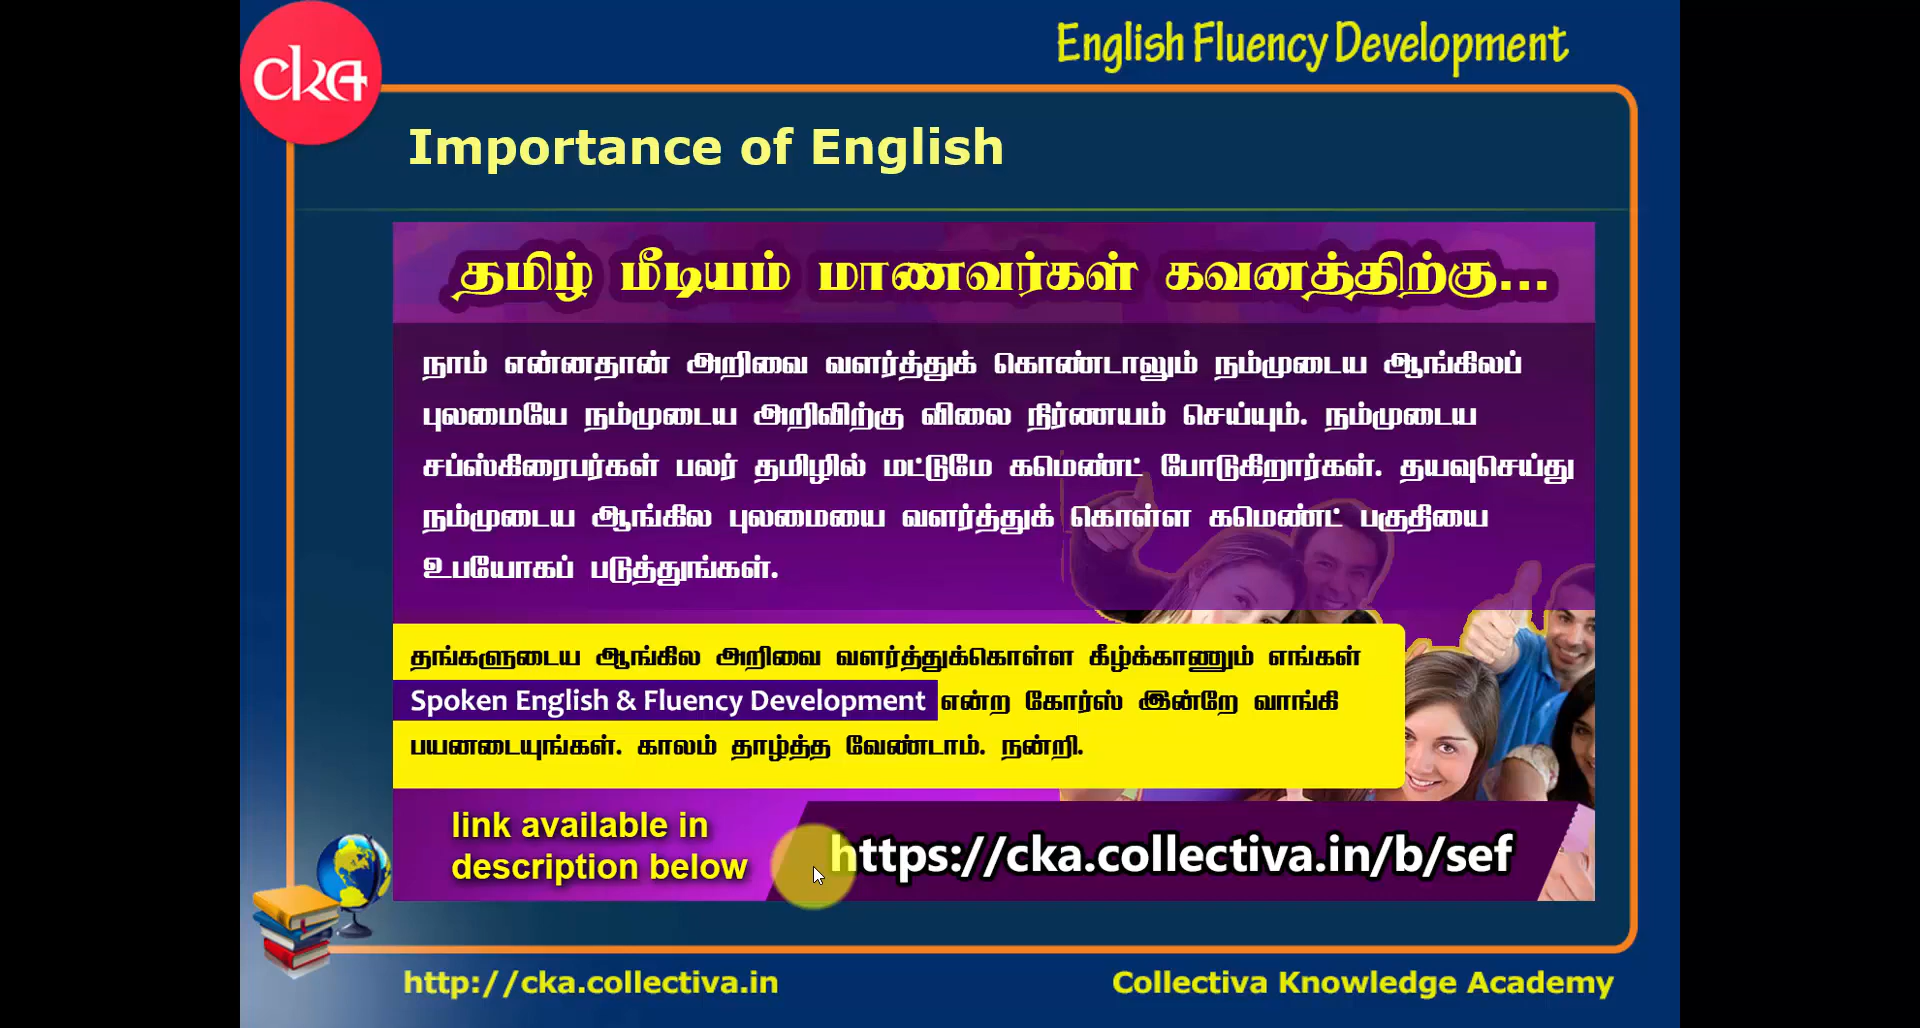 cka
English Fluency Development
Importance of English
தமிழ் மீடியம் மாணவர்கள் கவனத்திற்கு...
நாம் என்னதான் அறிவை வளர்த்துக் கொண்டாலும் நம்முடைய ஆங்கிலப்
புலமையே நம்முடைய அறிவிற்கு விலை நிர்ணயம் செய்யும். நம்முடைய
சப்ஸ்கிரைபர்கள் பலர் தமிழில் மட்டுமே கமெண்ட் போடுகிறார்கள். தயவுசெய்து
நம்முடைய ஆங்கில புலமையை வளர்த்துக் கொள்ள கமெண்ட் பகுதியை
உபயோகப் படுத்துங்கள்.
தங்களுடைய ஆங்கில அறிவை வளர்த்துக்கொள்ள கீழ்க்காணும் எங்கள்
Spoken English & Fluency Development என்ற கோர்ஸ் இன்றே வாங்கி
பயனடையுங்கள். காலம் தாழ்த்த வேண்டாம். நன்றி.
link available in
description below
https://cka.collectiva.in/b/sef
http://cka.collectiva.in
Collectiva Knowledge Academy